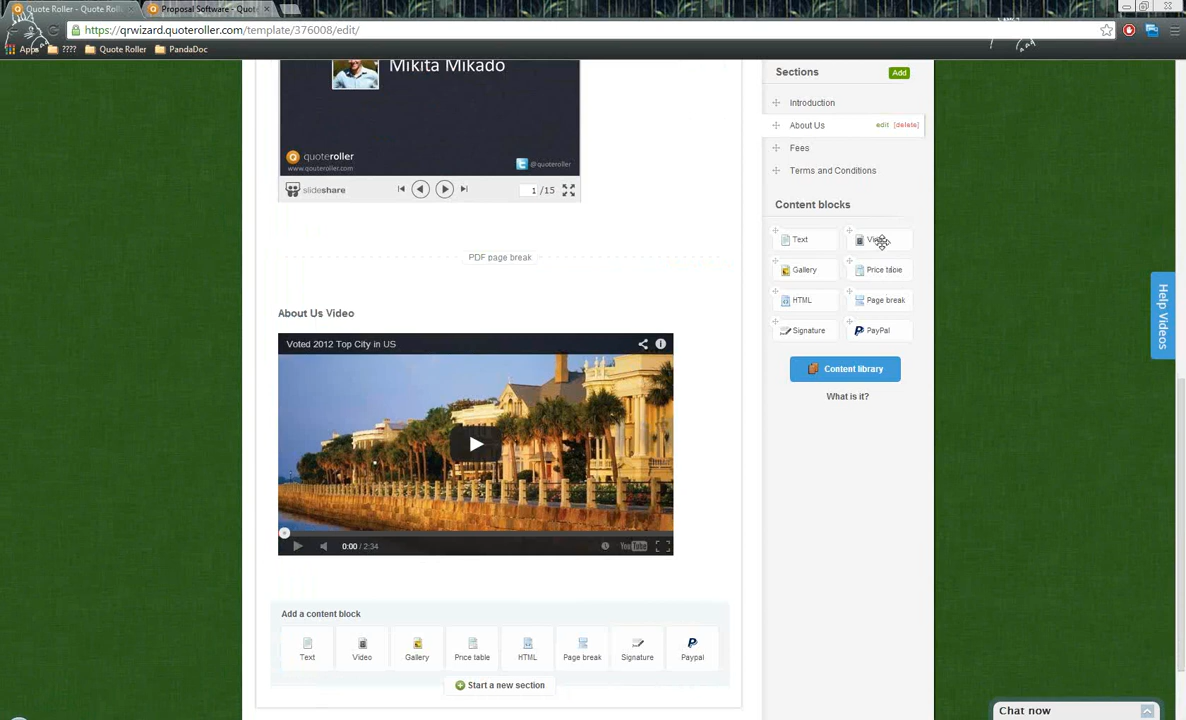 Quote Roller - Quote Roll
Proposal Software - Quot
https://qrwizard.quoteroller.com/template/376008/edit/
Apps
????
Quote Roller
PandaDoc
Mikita Mikado
quoteroller
www.qouteroller.com
@quoteroller
slideshare
1 /15
PDF page break
About Us Video
Voted 2012 Top City in US
0:00 / 2:34
YouTube
Add a content block
Text
Video
Gallery
Price table
HTML
Page break
Signature
Paypal
Start a new section
Sections
Add
Introduction
About Us
edit [delete]
Fees
Terms and Conditions
Content blocks
Text
Gallery
Price table
HTML
Page break
Signature
PayPal
Content library
What is it?
Help Videos
Chat now